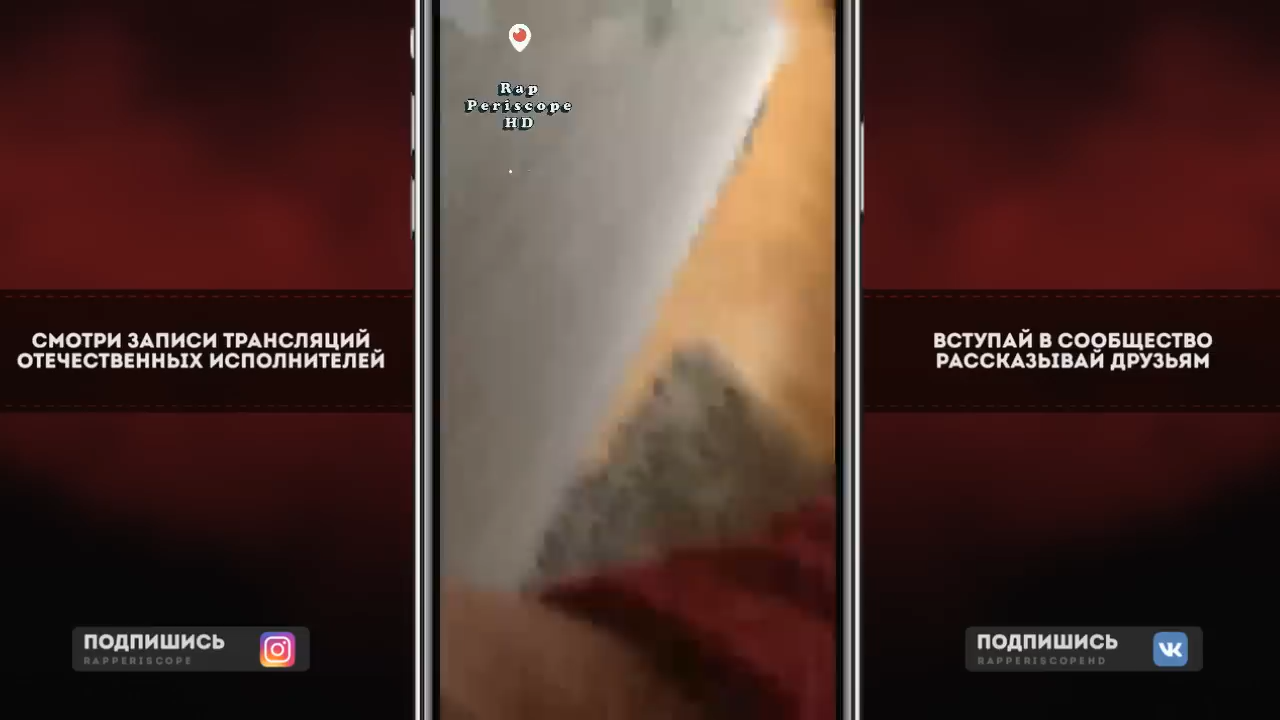 Rap
Periscope
HD
СМОТРИ ЗАПИСИ ТРАНСЛЯЦИЙ
ОТЕЧЕСТВЕННЫХ ИСПОЛНИТЕЛЕЙ
ВСТУПАЙ В СООБЩЕСТВО
РАССКАЗЫВАЙ ДРУЗЬЯМ
ПОДПИШИСЬ
RAPPERISCOPE
ПОДПИШИСЬ
RAPPERISCOPEHD